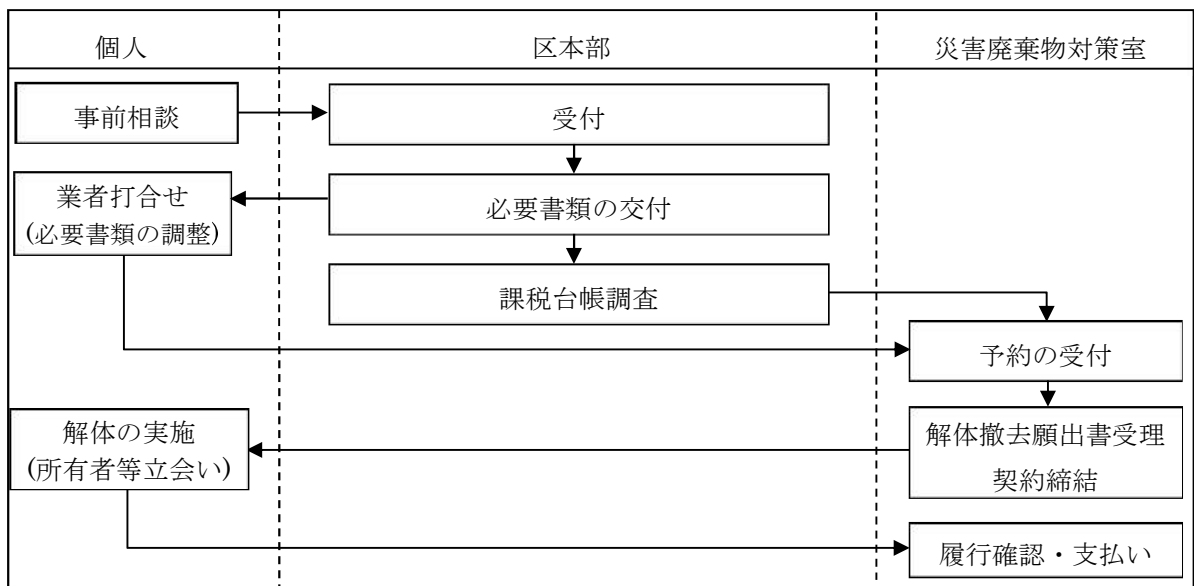 個人
区本部
災害廃棄物対策室
事前相談
受付
業者打合せ
(必要書類の調整)
必要書類の交付
課税台帳調査
予約の受付
解体の実施
(所有者等立会い)
解体撤去願出書受理
契約締結
履行確認・支払い